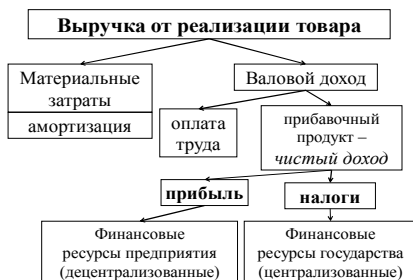 Выручка от реализации товара
Материальные
затраты
амортизация
Валовой доход
оплата
труда
прибавочный
продукт –
чистый доход
прибыль
налоги
Финансовые
ресурсы предприятия
(децентрализованные)
Финансовые
ресурсы государства
(централизованные)